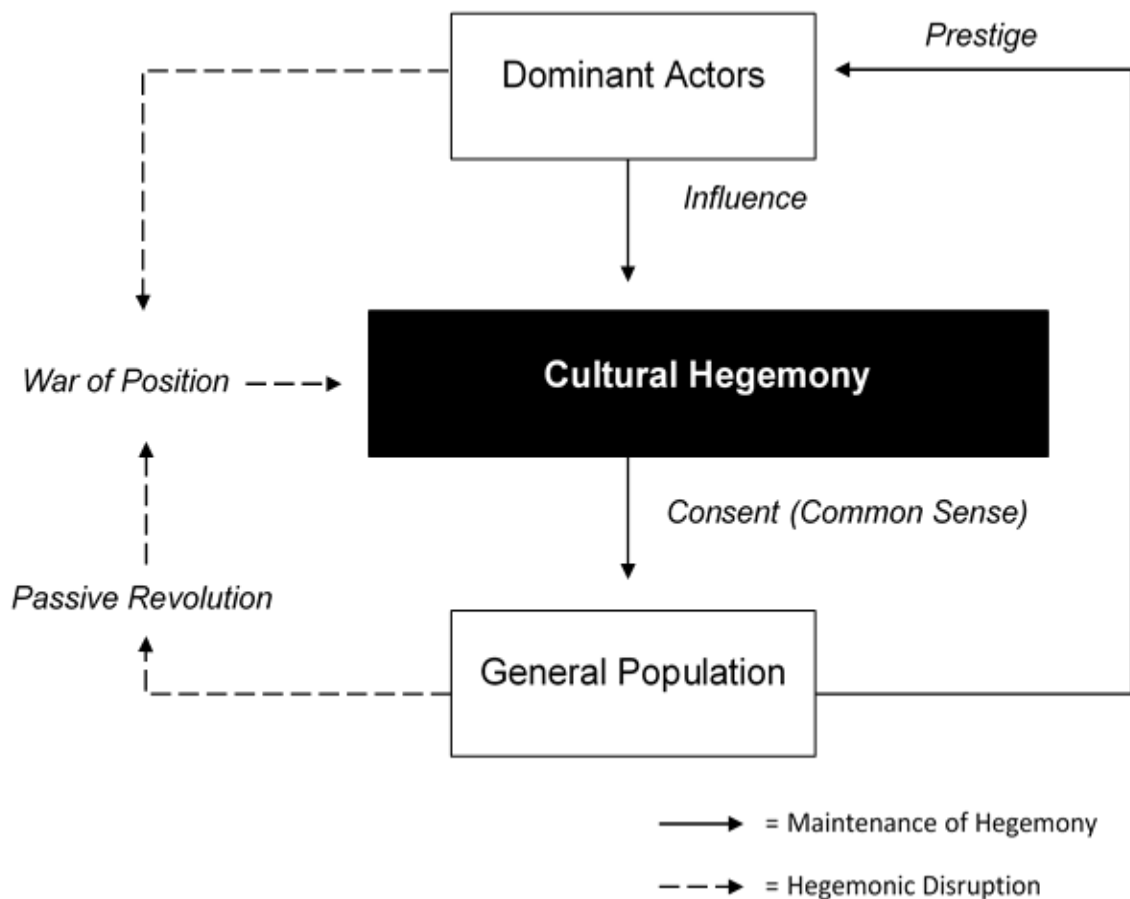 Prestige
Dominant Actors
Influence
Cultural Hegemony
War of Position
Consent (Common Sense)
Passive Revolution
General Population
= Maintenance of Hegemony
= Hegemonic Disruption